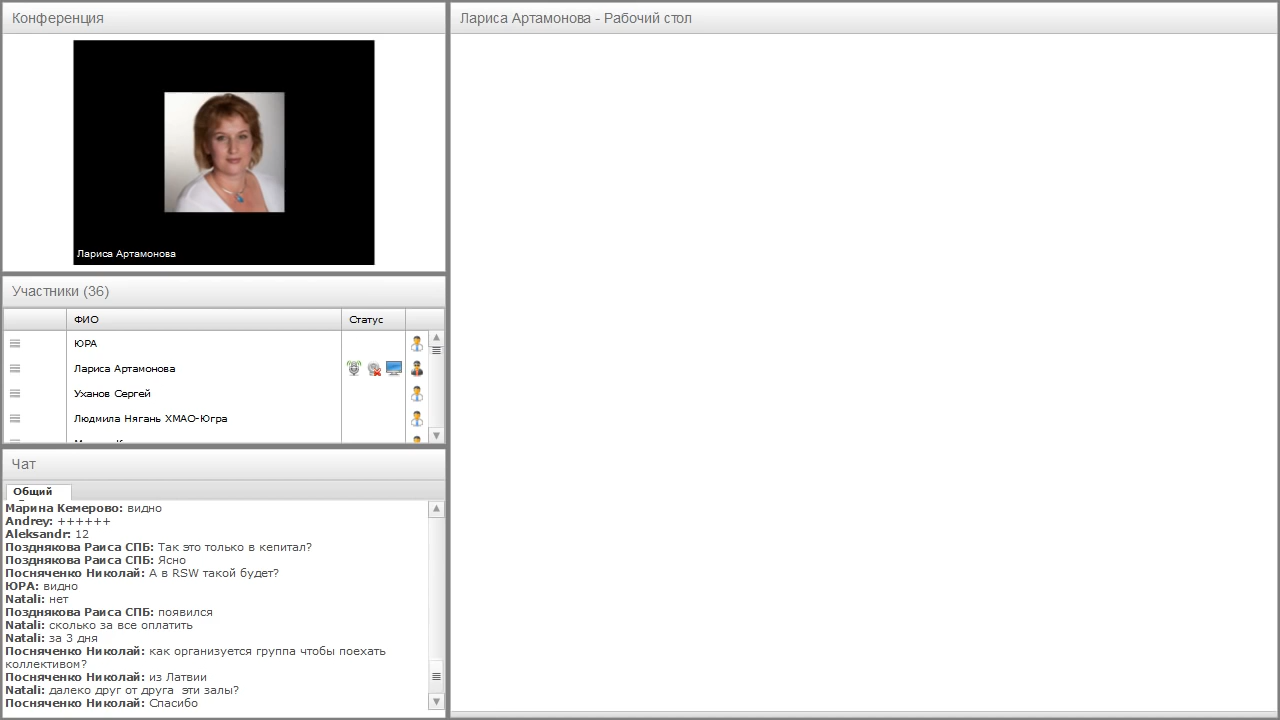 Конференция
Лариса Артамонова
Участники (36)
ФИО Статус
ЮРА
Лариса Артамонова
Уханов Сергей
Людмила Нягань ХМАО-Югра
Чат
Общий
Марина Кемерово: видно
Andrey: ++++++
Aleksandr: 12
Позднякова Раиса СПБ: Так это только в кепитал?
Позднякова Раиса СПБ: Ясно
Посняченко Николай: А в RSW такой будет?
ЮРА: видно
Natali: нет
Позднякова Раиса СПБ: появился
Natali: сколько за все оплатить
Natali: за 3 дня
Посняченко Николай: как организуется группа чтобы поехать
коллективом?
Посняченко Николай: из Латвии
Natali: далеко друг от друга  эти залы?
Посняченко Николай: Спасибо
Лариса Артамонова - Рабочий стол